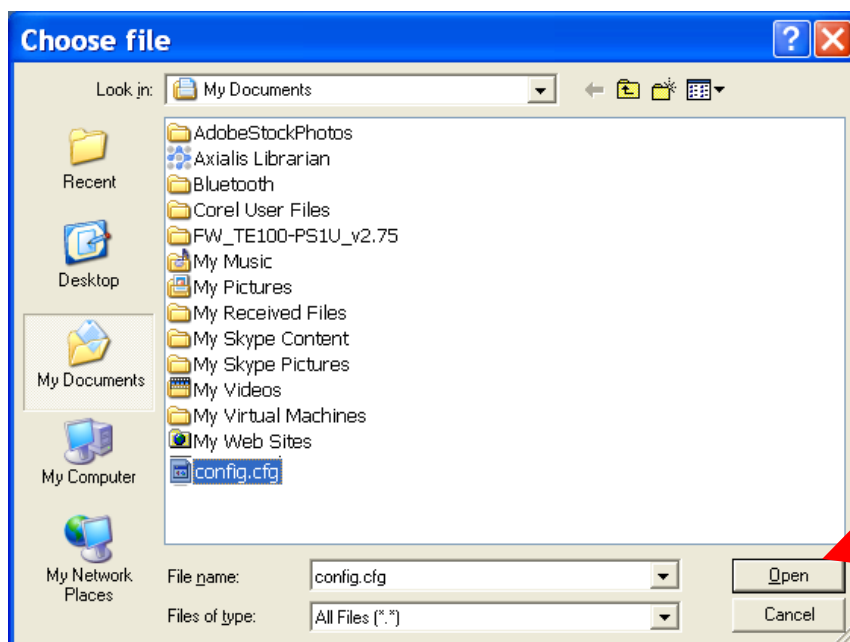 Choose file
Look in: My Documents
Recent
Desktop
My Documents
My Computer
My Network
Places
AdobeStockPhotos
Axialis Librarian
Bluetooth
Corel User Files
FW_TE100-PS1U_v2.75
My Music
My Pictures
My Received Files
My Skype Content
My Skype Pictures
My Videos
My Virtual Machines
My Web Sites
config.cfg
File name: config.cfg Open
Files of type: All Files (*.*) Cancel